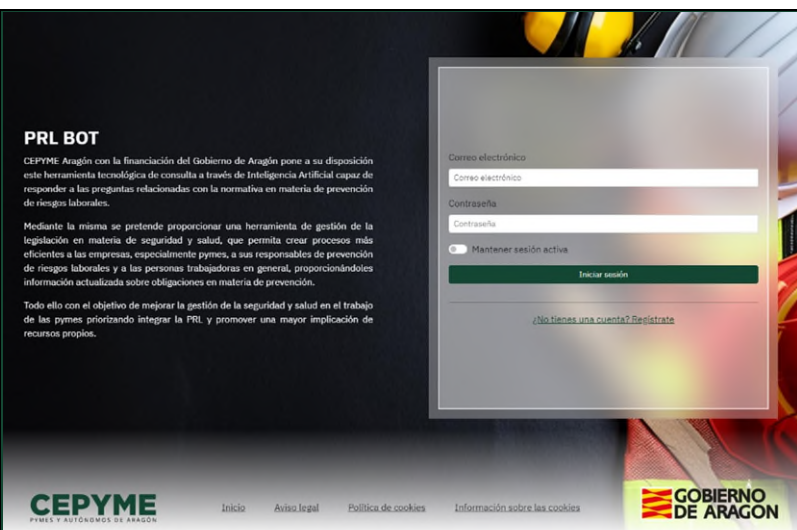 PRL BOT
CEPYME Aragón con la financiación del Gobierno de Aragón pone a su disposición
este herramienta tecnológica de consulta a través de Inteligencia Artificial capaz de
responder a las preguntas relacionadas con la normativa en materia de prevención
de riesgos laborales.
Mediante la misma se pretende proporcionar una herramienta de gestión de la
legislación en materia de seguridad y salud, que permita crear procesos más
eficientes a las empresas, especialmente pymes, a sus responsables de prevención
de riesgos laborales y a las personas trabajadoras en general, proporcionándoles
información actualizada sobre obligaciones en materia de prevención.
Todo ello con el objetivo de mejorar la gestión de la seguridad y salud en el trabajo
de las pymes priorizando integrar la PRL y promover una mayor implicación de
recursos propios.
Correo electrónico
Correo electrónico
Contraseña
Contraseña
Mantener sesión activa
Iniciar sesión
¿No tienes una cuenta? Regístrate
CEPYME
PYMES Y AUTÓNOMOS DE ARAGÓN
Inicio
Aviso legal
Política de cookies
Información sobre las cookies
GOBIERNO
DE ARAGON